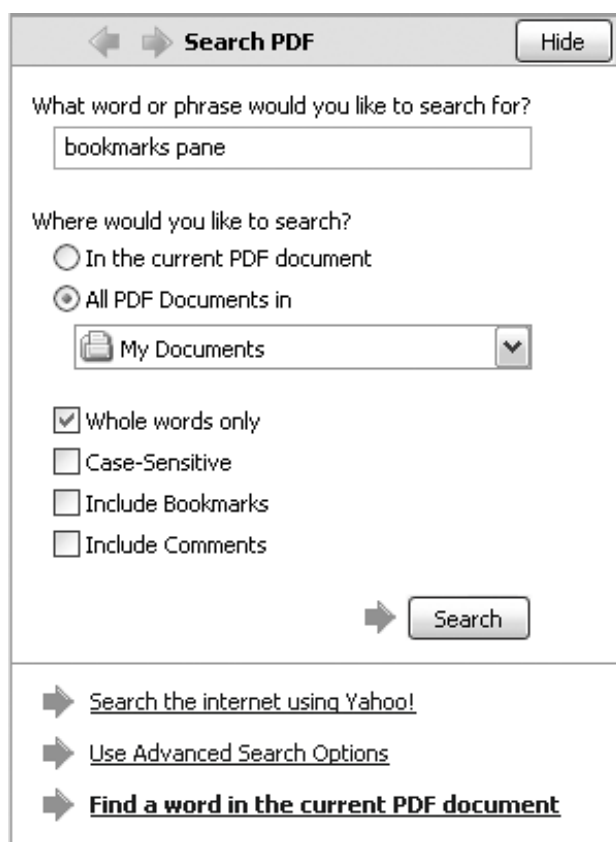 Search PDF
Hide
What word or phrase would you like to search for?
bookmarks pane
Where would you like to search?
In the current PDF document
All PDF Documents in
My Documents
Whole words only
Case-Sensitive
Include Bookmarks
Include Comments
Search
Search the internet using Yahoo!
Use Advanced Search Options
Find a word in the current PDF document